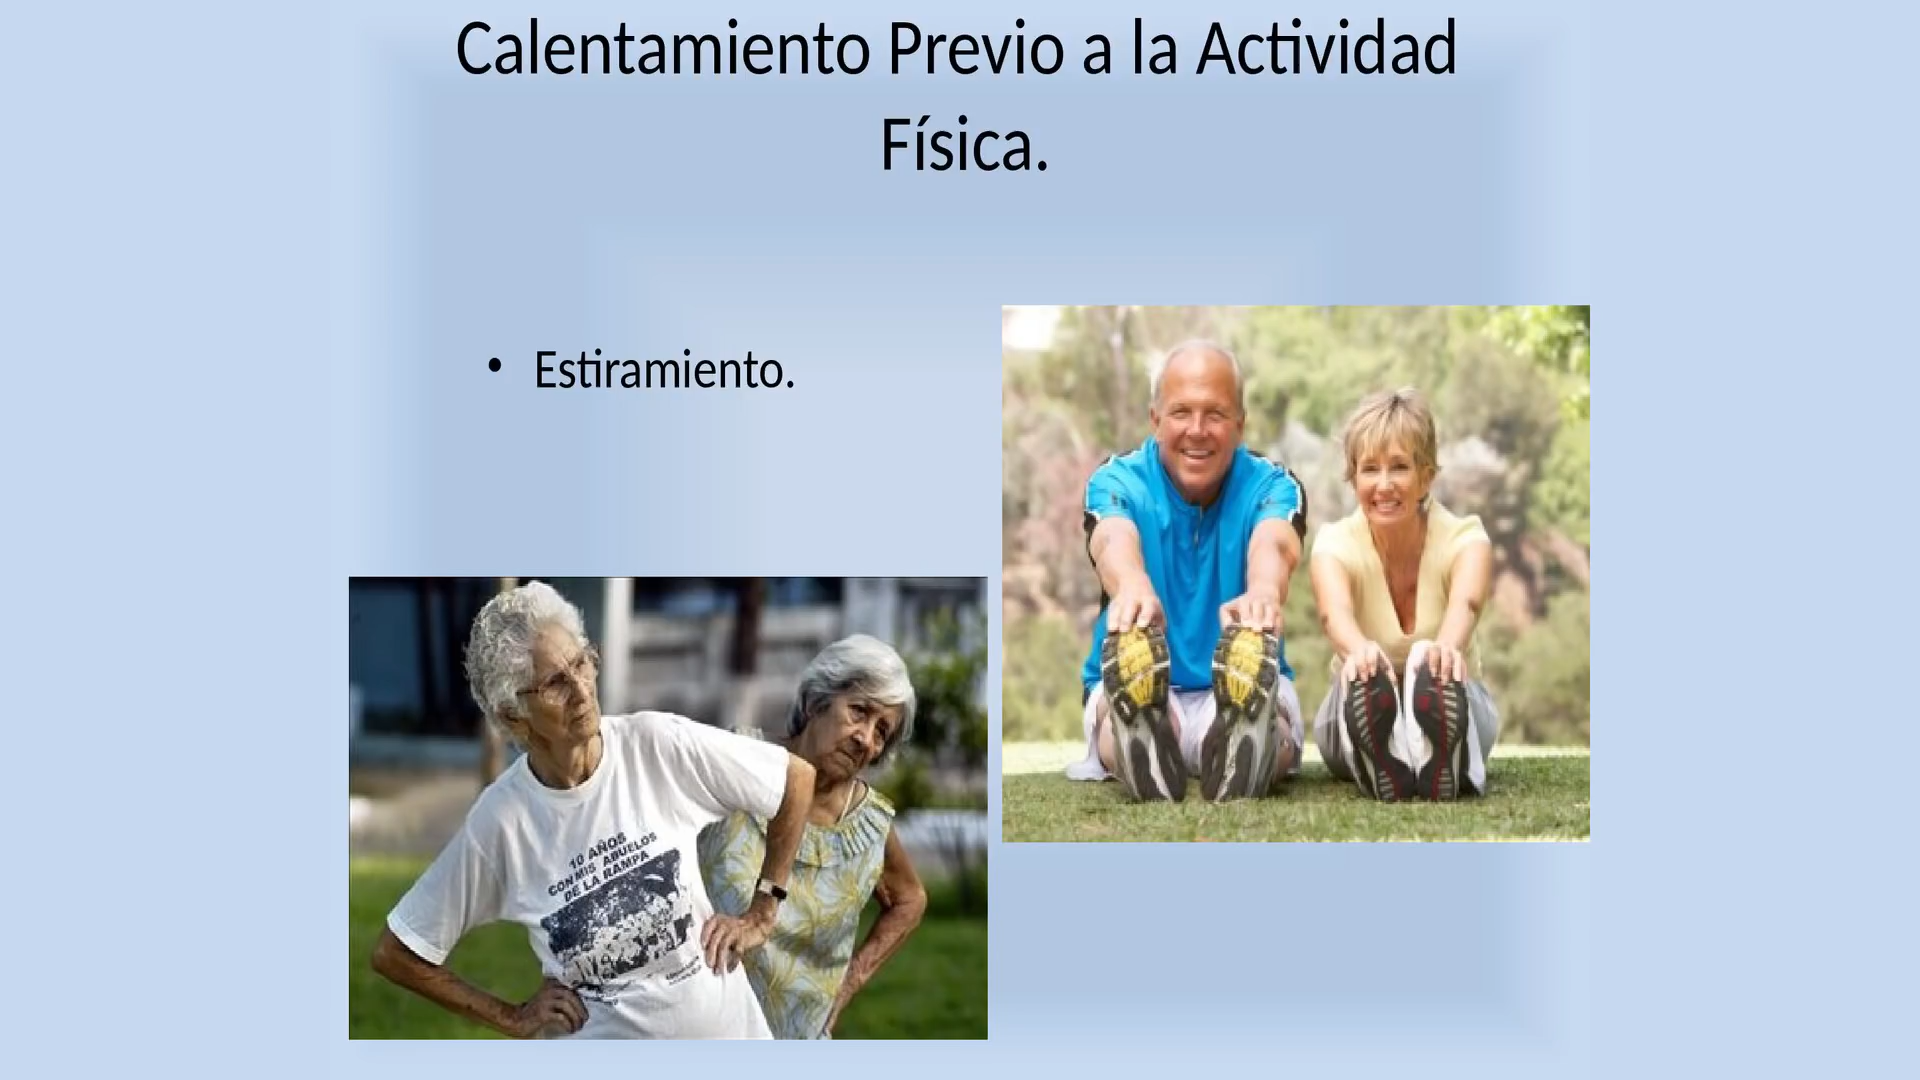 Calentamiento Previo a la Actividad
Física.
• Estiramiento.
10 AÑOS
CON MIS ABUELOS
DE LA RAMPA